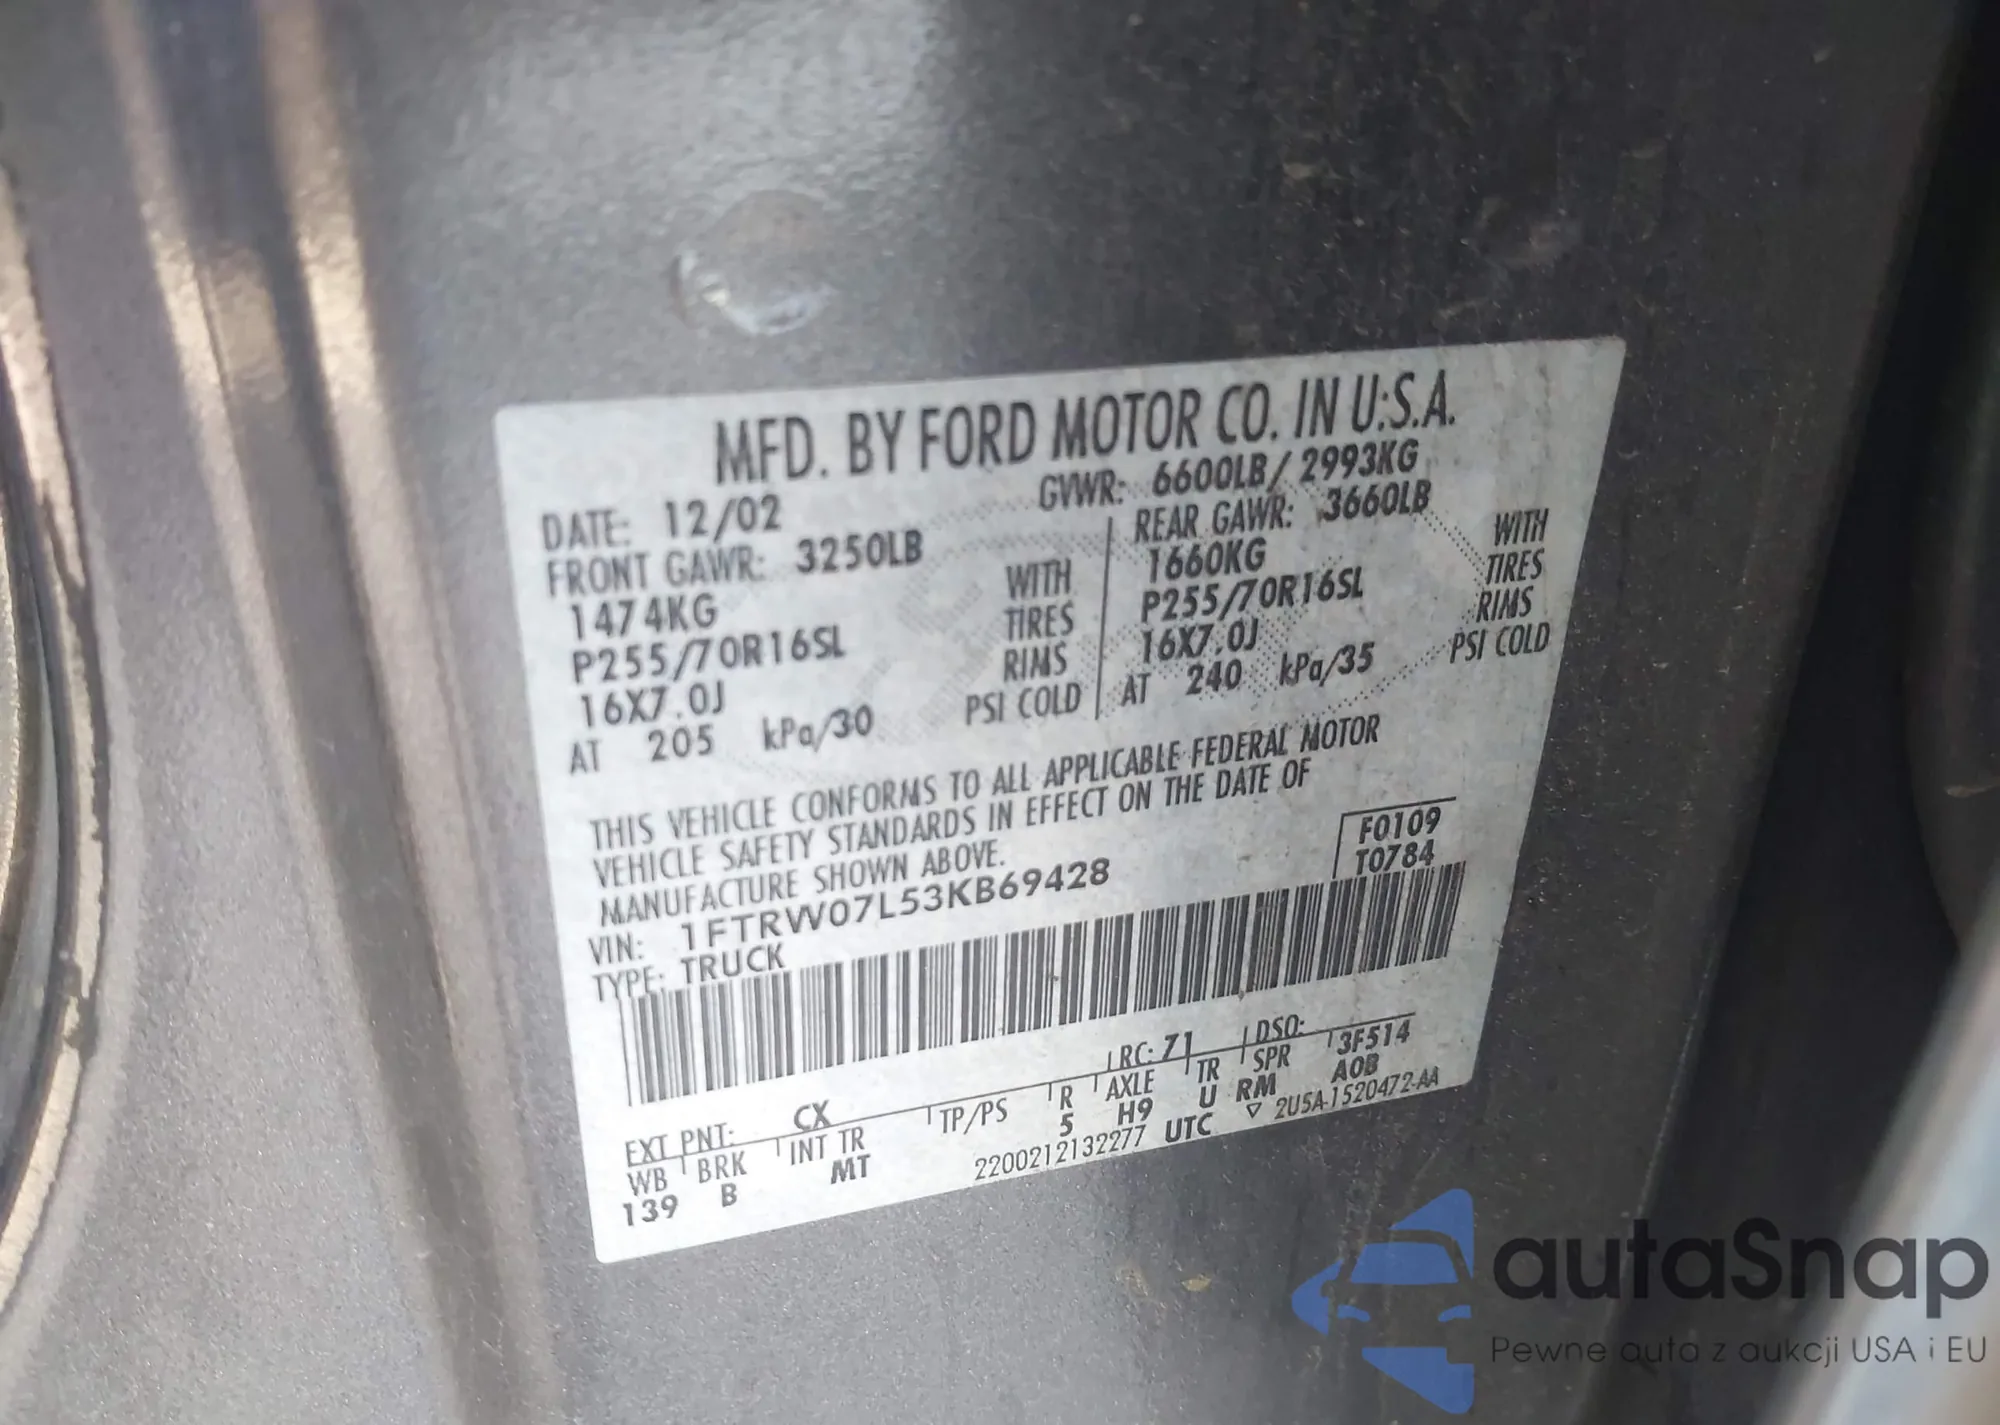 MFD. BY FORD MOTOR CO. IN U.S.A.
DATE: 12/02 GVWR: 6600LB/ 2993KG
FRONT GAWR: 3250LB REAR GAWR: 3660LB
1474KG WITH 1660KG WITH
P255/70R16SL TIRES P255/70R16SL TIRES
16X7.0J RIMS 16X7.0J RIMS
AT 205 kPa/30 PSI COLD AT 240 kPa/35 PSI COLD
THIS VEHICLE CONFORMS TO ALL APPLICABLE FEDERAL MOTOR
VEHICLE SAFETY STANDARDS IN EFFECT ON THE DATE OF
MANUFACTURE SHOWN ABOVE.
F0109
T0784
VIN: 1FTRW07L53KB69428
TYPE: TRUCK
EXT PNT: CX RC: 71 DSO: 3F514
WB BRK INT TR TP/PS R AXLE TR SPR
139 B MT 5 H9 U RM A0B
2200212132277 UTC ▽ 2U5A-1520472-AA
autaSnap
Pewne auta z aukcji USA i EU